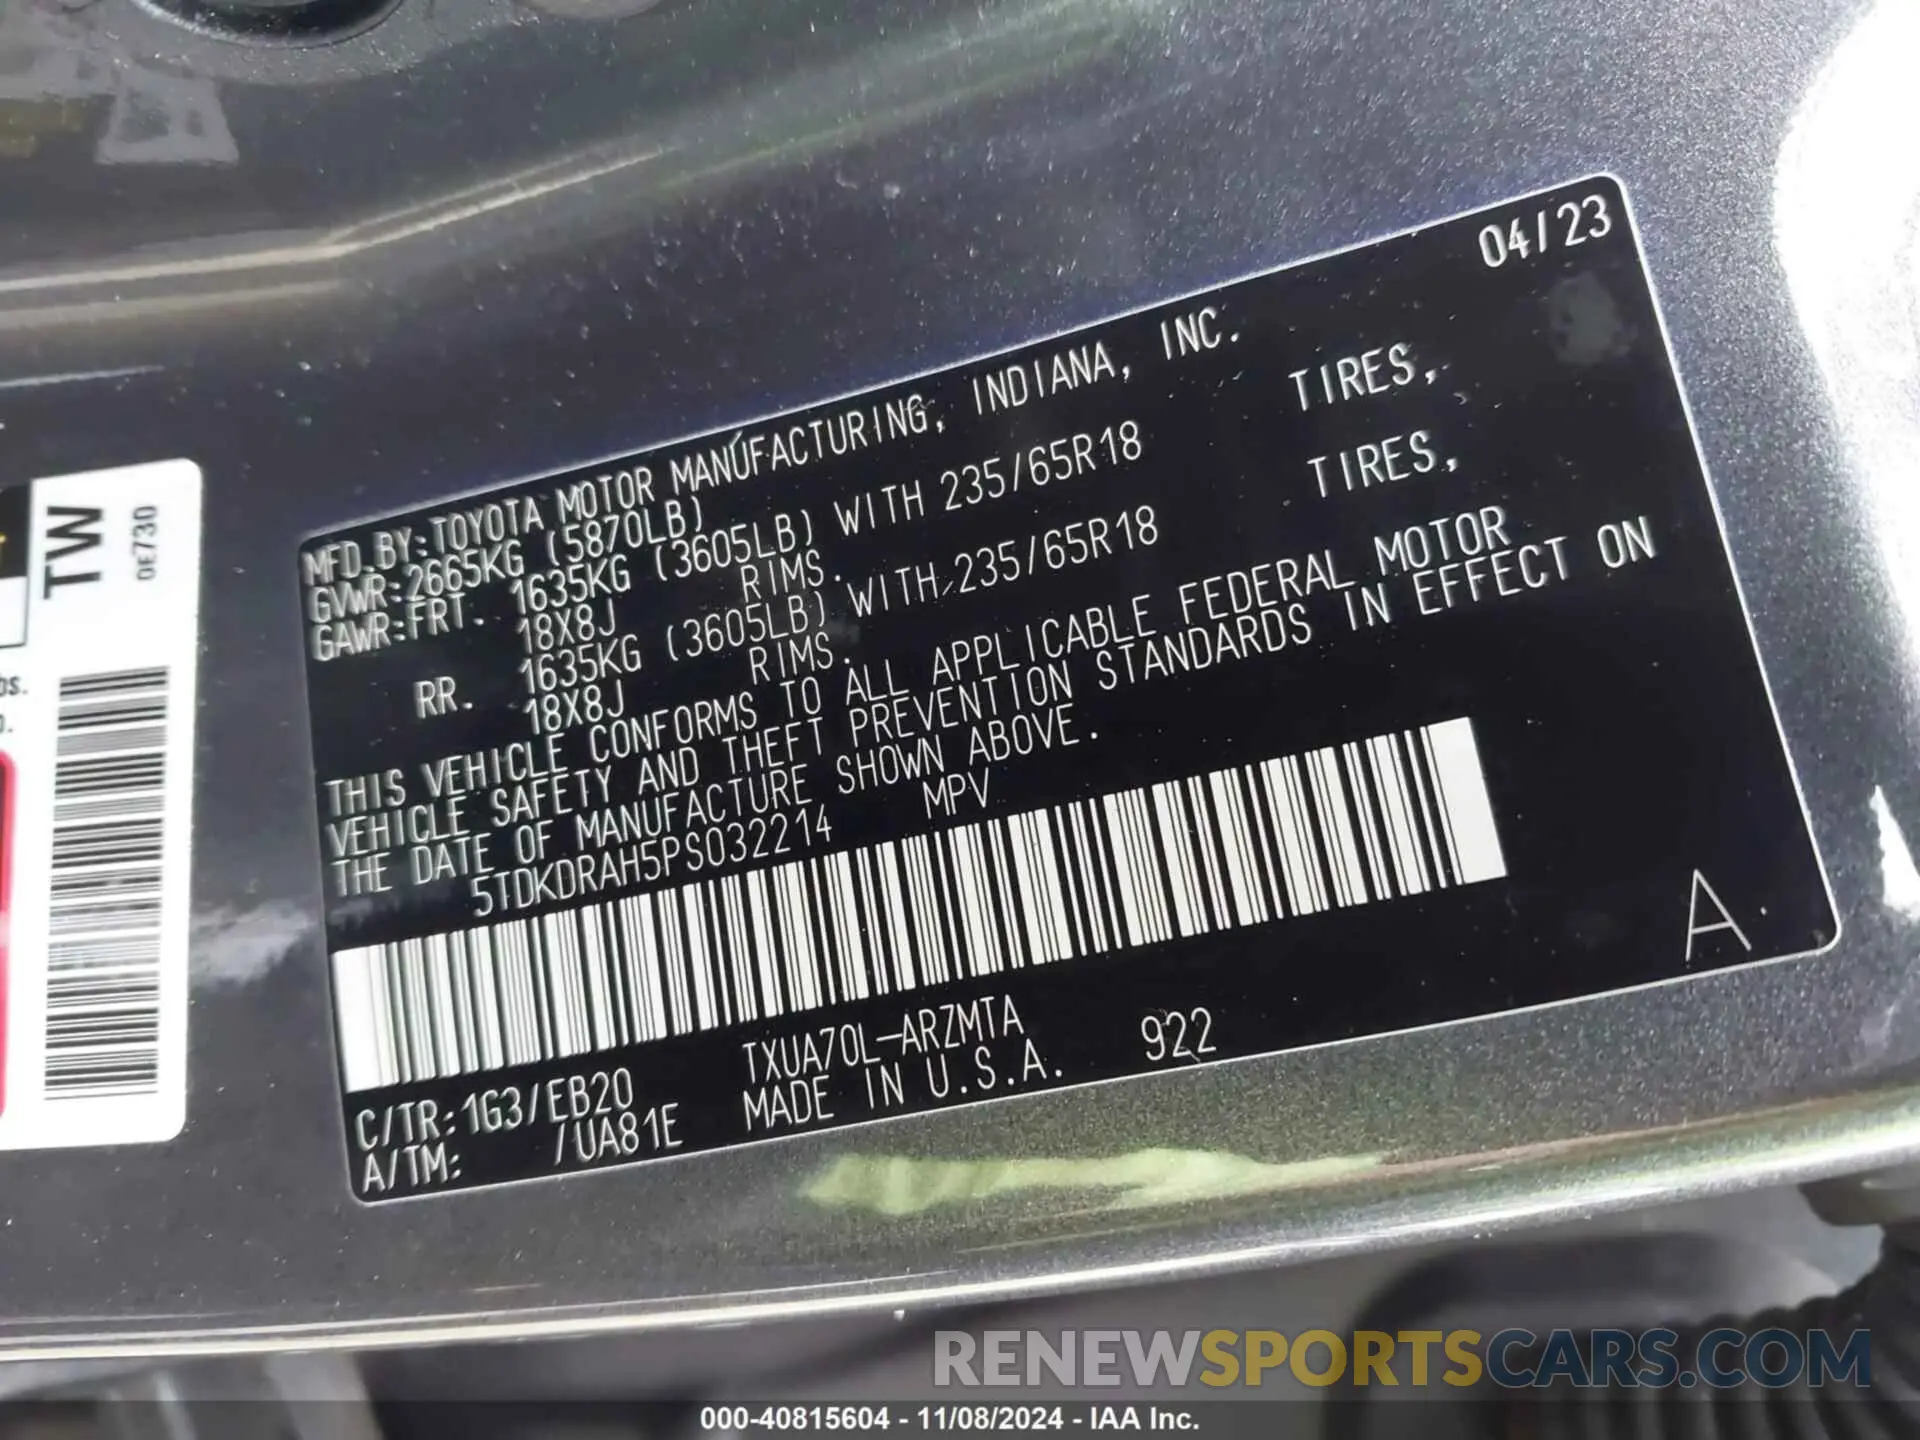 04/23
MFD.BY:TOYOTA MOTOR MANUFACTURING, INDIANA, INC.
GVWR:2665KG (5870LB)
GAWR:FRT. 1635KG (3605LB) WITH 235/65R18 TIRES,
18X8J RIMS.
RR. 1635KG (3605LB) WITH 235/65R18 TIRES,
18X8J RIMS.
THIS VEHICLE CONFORMS TO ALL APPLICABLE FEDERAL MOTOR
VEHICLE SAFETY AND THEFT PREVENTION STANDARDS IN EFFECT ON
THE DATE OF MANUFACTURE SHOWN ABOVE.
5TDKDRAH5PS032214 MPV
A
C/TR:1G3/EB20 TXUA70L-ARZMTA 922
A/TM: /UA81E MADE IN U.S.A.
TW
0E730
RENEWSPORTSCARS.COM
000-40815604 - 11/08/2024 - IAA Inc.